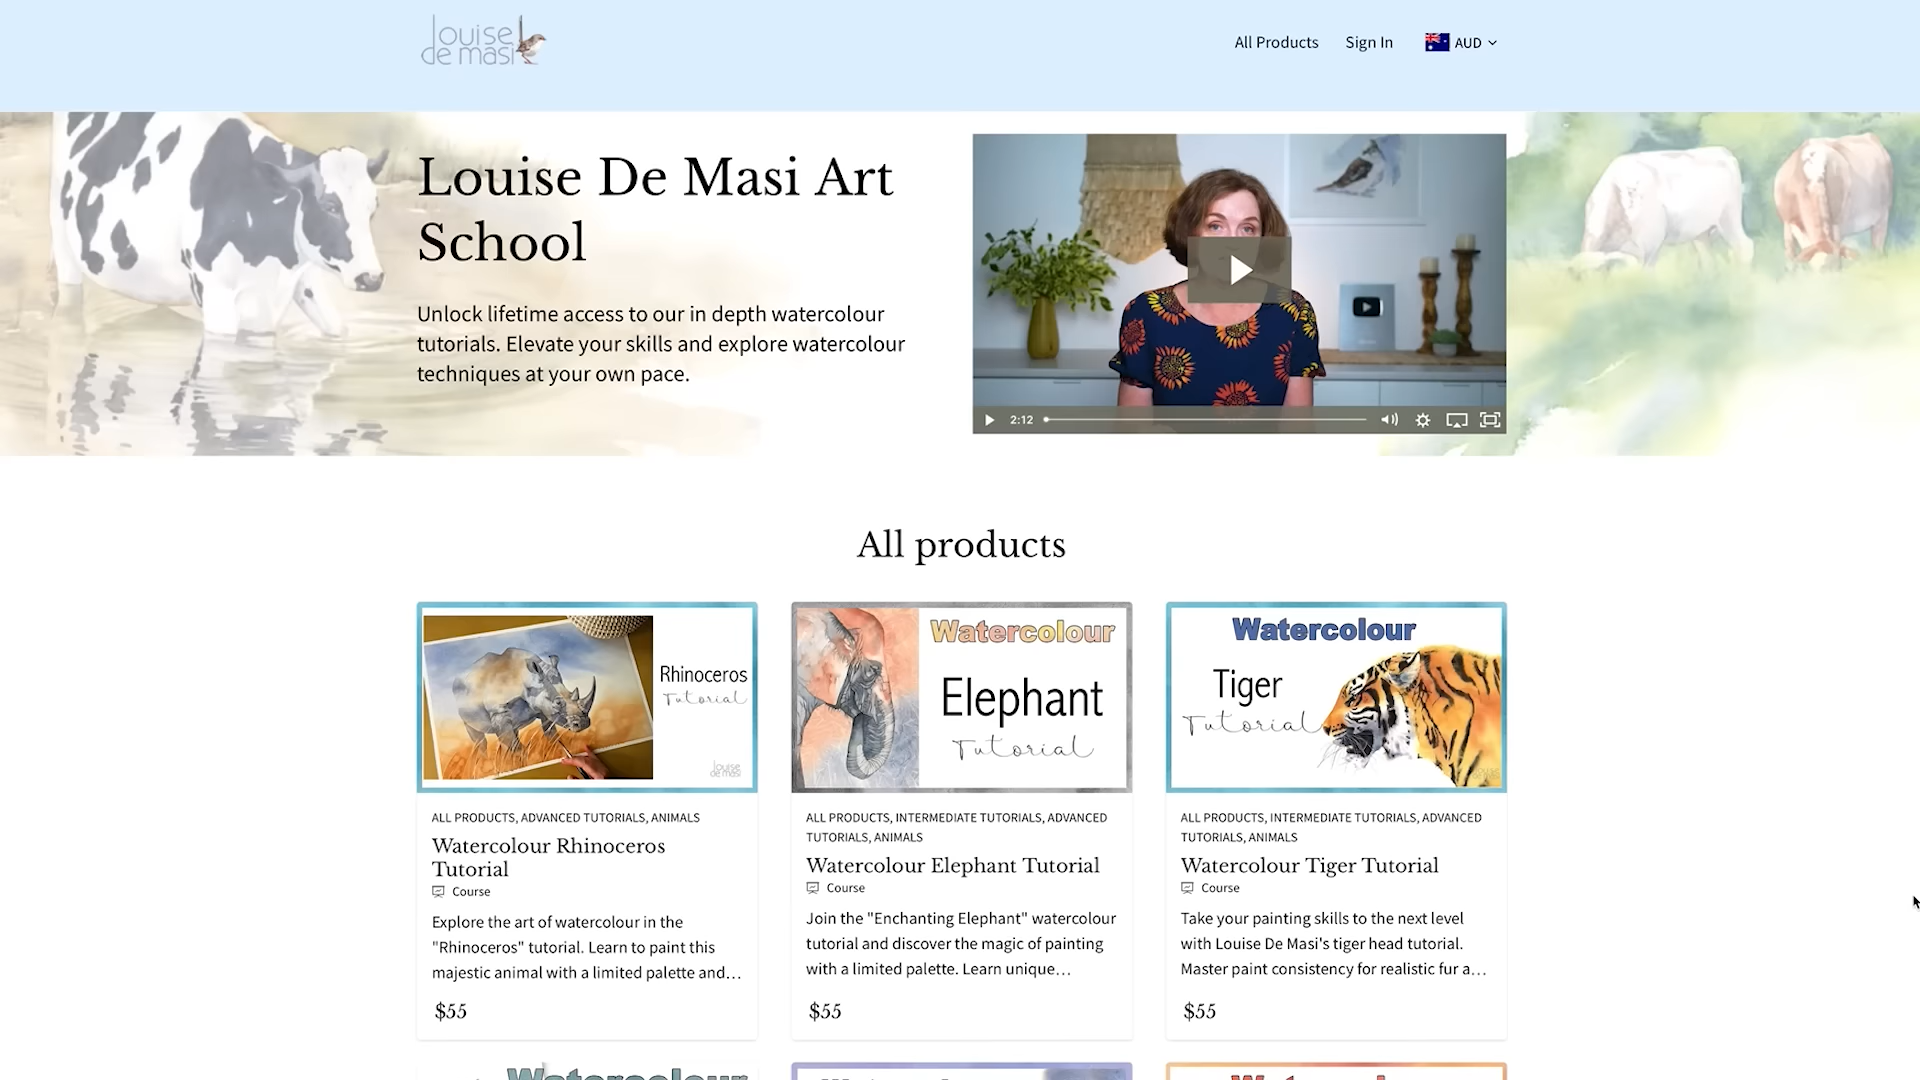 louise
de masi
All Products
Sign In
AUD
Louise De Masi Art
School
Unlock lifetime access to our in depth watercolour
tutorials. Elevate your skills and explore watercolour
techniques at your own pace.
2:12
All products
Rhinoceros
Tutorial
louise
de masi
Watercolour
Elephant
Tutorial
Watercolour
Tiger
Tutorial
ALL PRODUCTS, ADVANCED TUTORIALS, ANIMALS
Watercolour Rhinoceros
Tutorial
Course
Explore the art of watercolour in the
"Rhinoceros" tutorial. Learn to paint this
majestic animal with a limited palette and…
$55
ALL PRODUCTS, INTERMEDIATE TUTORIALS, ADVANCED
TUTORIALS, ANIMALS
Watercolour Elephant Tutorial
Course
Join the "Enchanting Elephant" watercolour
tutorial and discover the magic of painting
with a limited palette. Learn unique…
$55
ALL PRODUCTS, INTERMEDIATE TUTORIALS, ADVANCED
TUTORIALS, ANIMALS
Watercolour Tiger Tutorial
Course
Take your painting skills to the next level
with Louise De Masi's tiger head tutorial.
Master paint consistency for realistic fur a…
$55
Watercolour